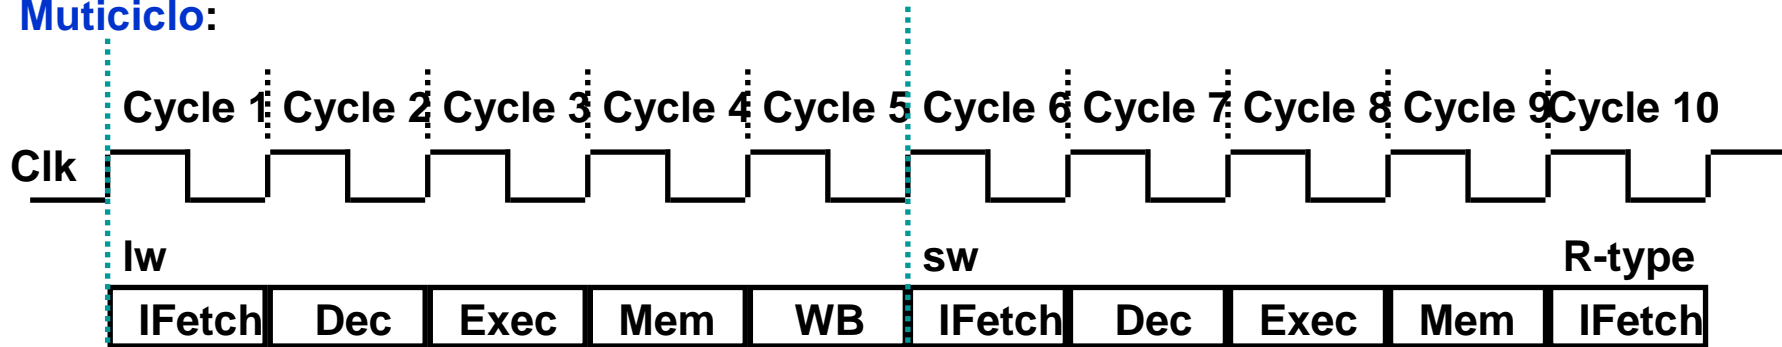 Muticiclo:
Cycle 1 Cycle 2 Cycle 3 Cycle 4 Cycle 5 Cycle 6 Cycle 7 Cycle 8 Cycle 9 Cycle 10
Clk
lw sw R-type
IFetch Dec Exec Mem WB IFetch Dec Exec Mem IFetch